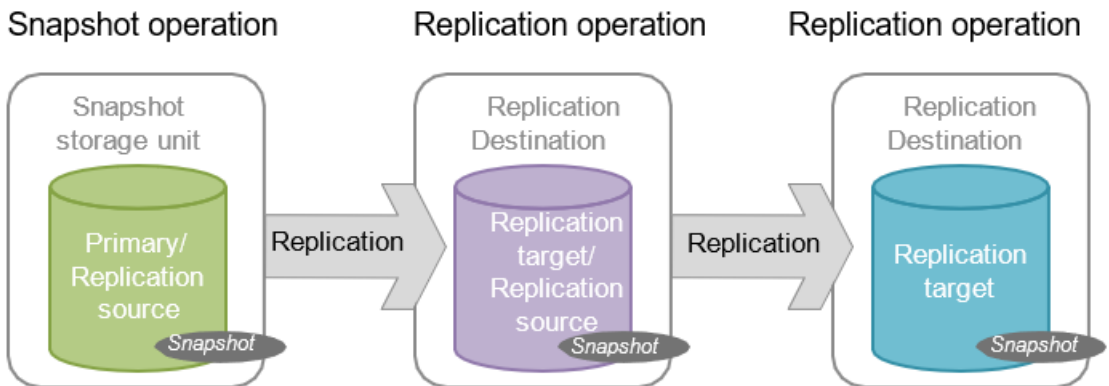 Snapshot operation
Replication operation
Replication operation
Snapshot
storage unit
Primary/
Replication
source
Snapshot
Replication
Replication
Destination
Replication
target/
Replication
source
Snapshot
Replication
Replication
Destination
Replication
target
Snapshot